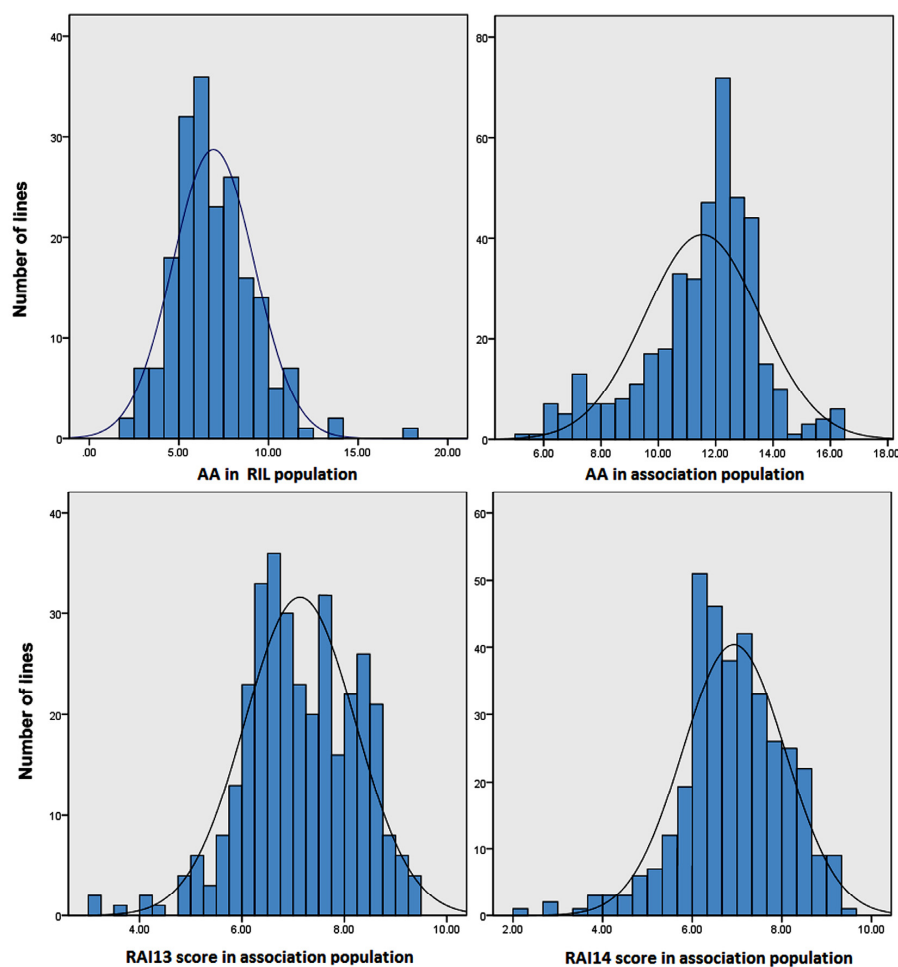 40
30
20
10
0
.00 5.00 10.00 15.00 20.00
AA in RIL population
80
60
40
20
0
6.00 8.00 10.00 12.00 14.00 16.00 18.00
AA in association population
Number of lines
40
30
20
10
0
6.00 8.00 10.00
4.00
RAI13 score in association population
60
50
40
30
20
10
0
2.00 4.00 6.00 8.00 10.00
RAI14 score in association population
Number of lines